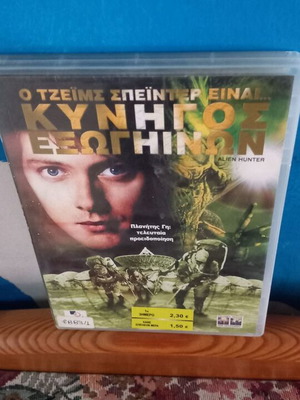 Ο ΤΖΕΪΜΣ ΣΠΕΪΝΤΕΡ ΕΙΝΑΙ...
ΚΥΝΗΓΟΣ
ΕΞΩΓΗΙΝΩΝ
ALIEN HUNTER
Πλανήτης Γη:
τελευταία
προειδοποίηση
2,30 €
1,50 €